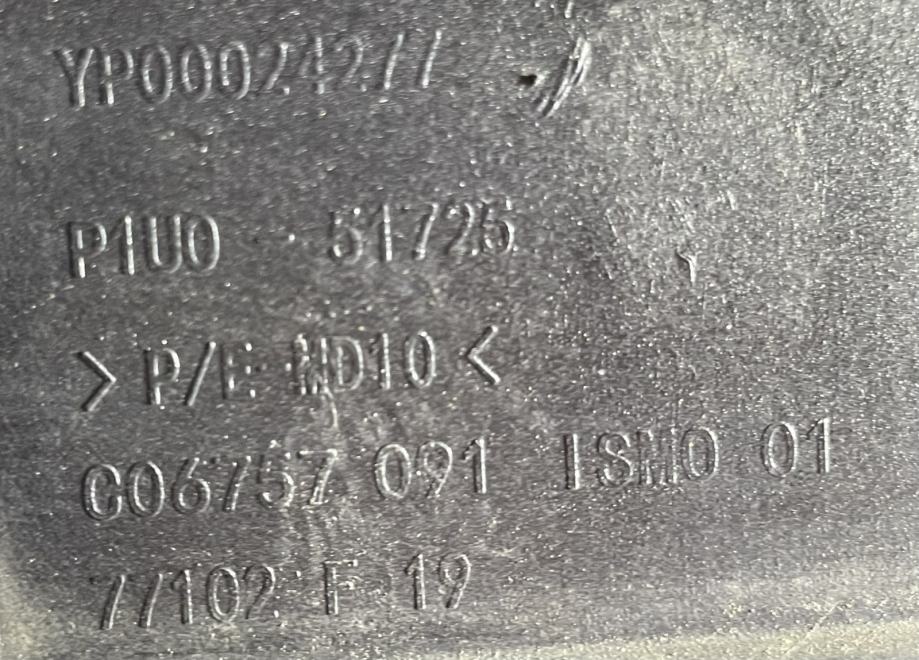 YP00024277
P1U0 51725
>P/E MD10<
C06757 091 ISMO 01
77102 F 19